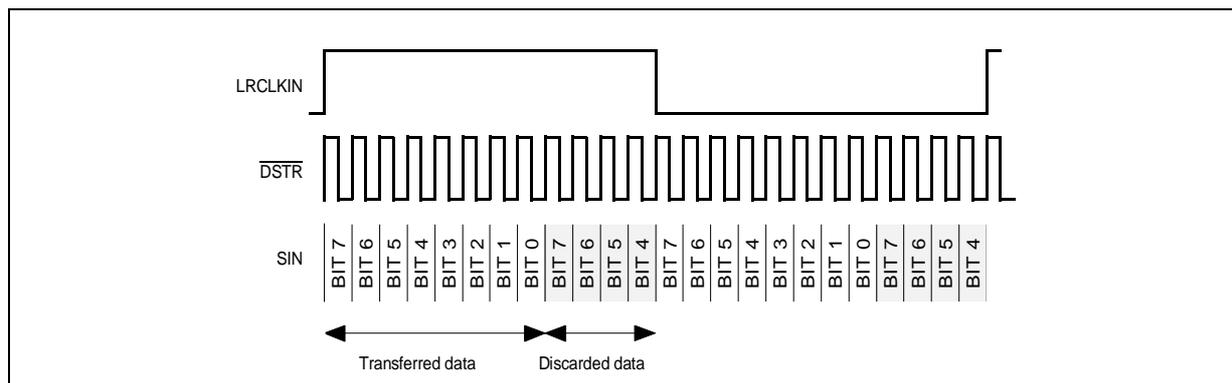 LRCLKIN
DSTR
SIN
BIT 7
BIT 6
BIT 5
BIT 4
BIT 3
BIT 2
BIT 1
BIT 0
BIT 7
BIT 6
BIT 5
BIT 4
BIT 7
BIT 6
BIT 5
BIT 4
BIT 3
BIT 2
BIT 1
BIT 0
BIT 7
BIT 6
BIT 5
BIT 4
Transferred data
Discarded data